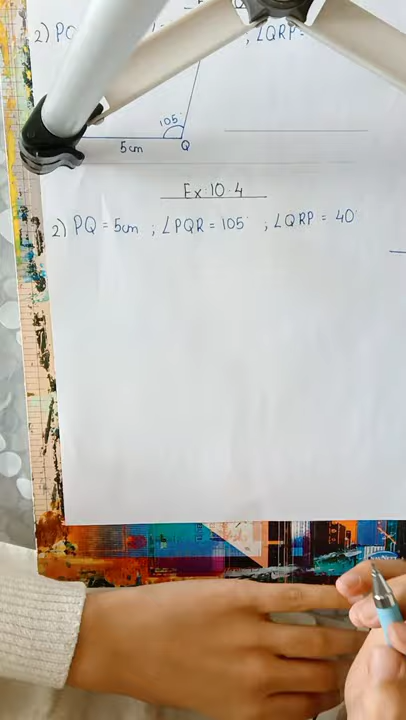 2) PQ
∠QRP=
105°
5cm Q
Ex:10.4
2) PQ = 5cm ; ∠PQR = 105° ; ∠QRP = 40°